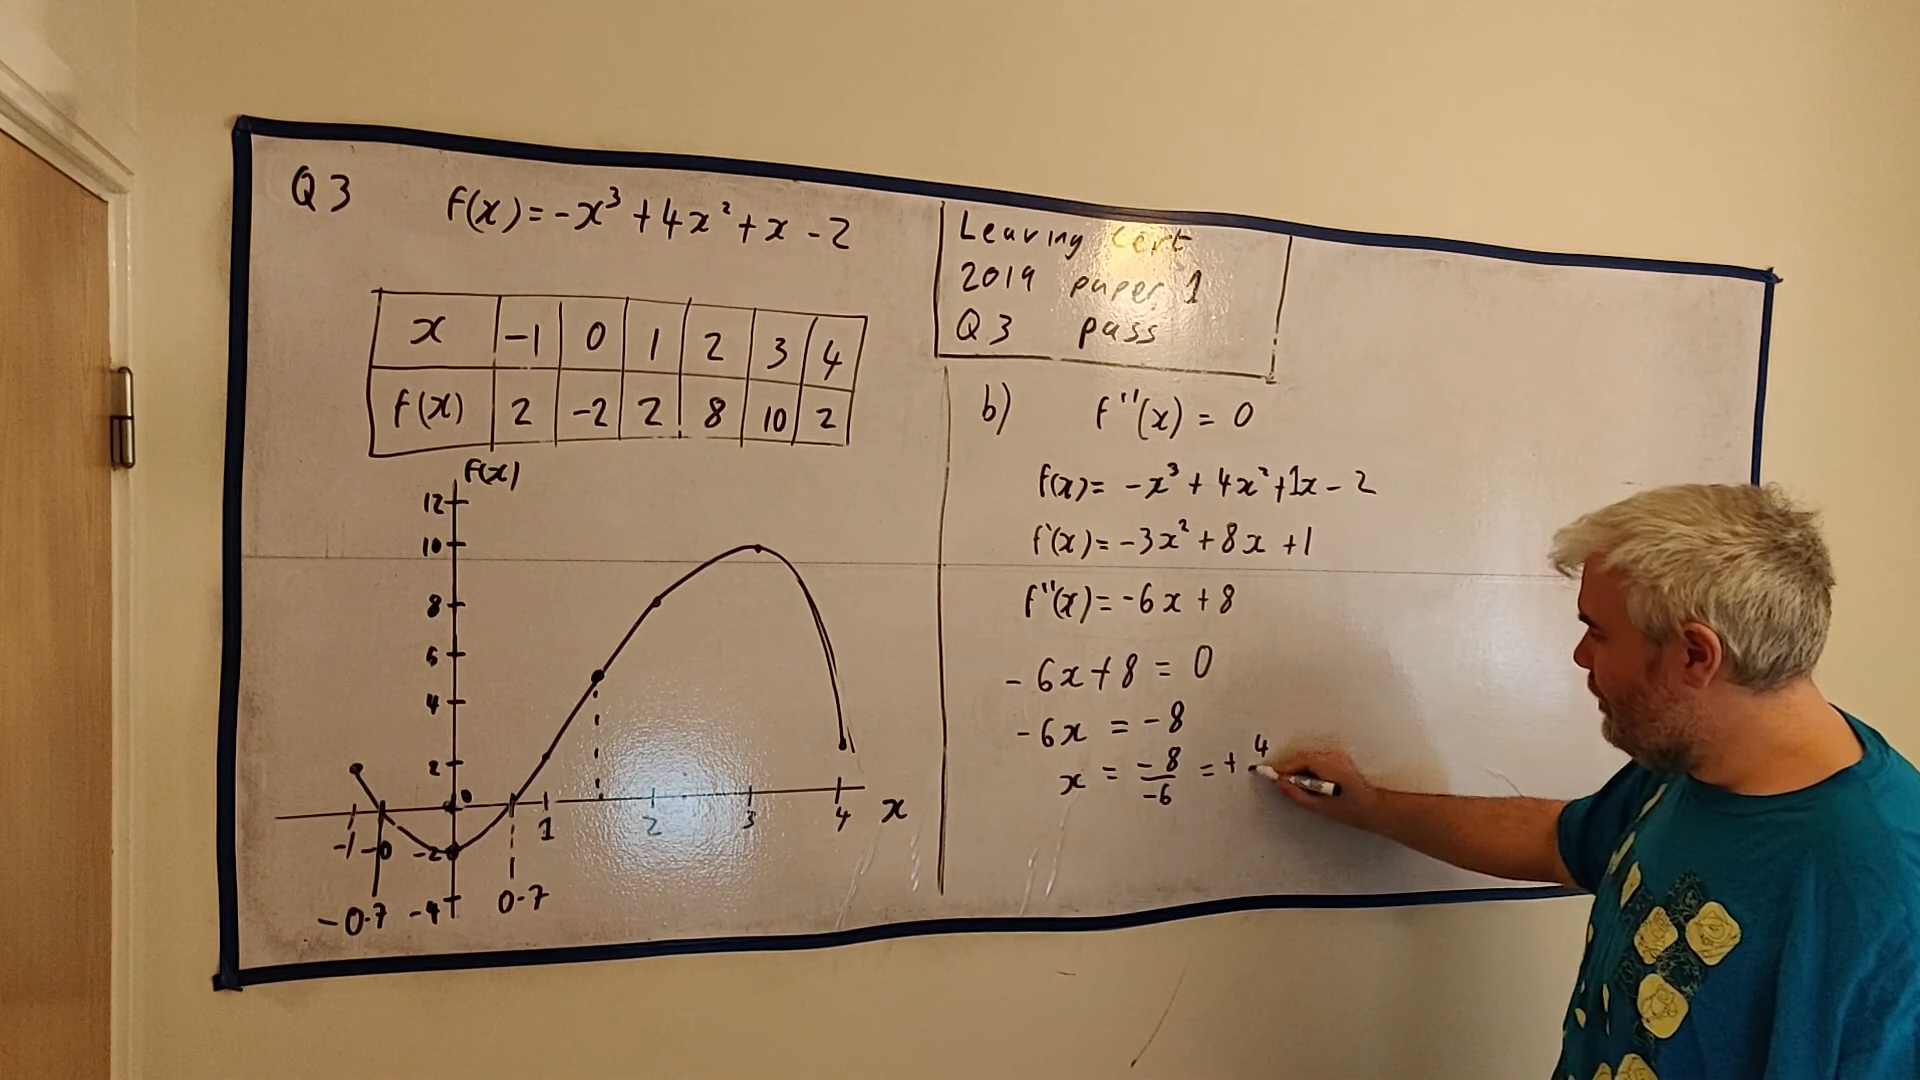 Q3 f(x) = -x³ + 4x² + x - 2
x -1 0 1 2 3 4
f(x) 2 -2 2 8 10 2
f(x)
12
10
8
6
4
2
0
-1 -0 -2 1 2 3 4 x
-0.7 -4 0.7
Leaving Cert
2019 paper 1
Q3 pass
b) f''(x) = 0
f(x) = -x³ + 4x² + 1x - 2
f'(x) = -3x² + 8x + 1
f''(x) = -6x + 8
-6x + 8 = 0
-6x = -8
x = -8/-6 = + 4